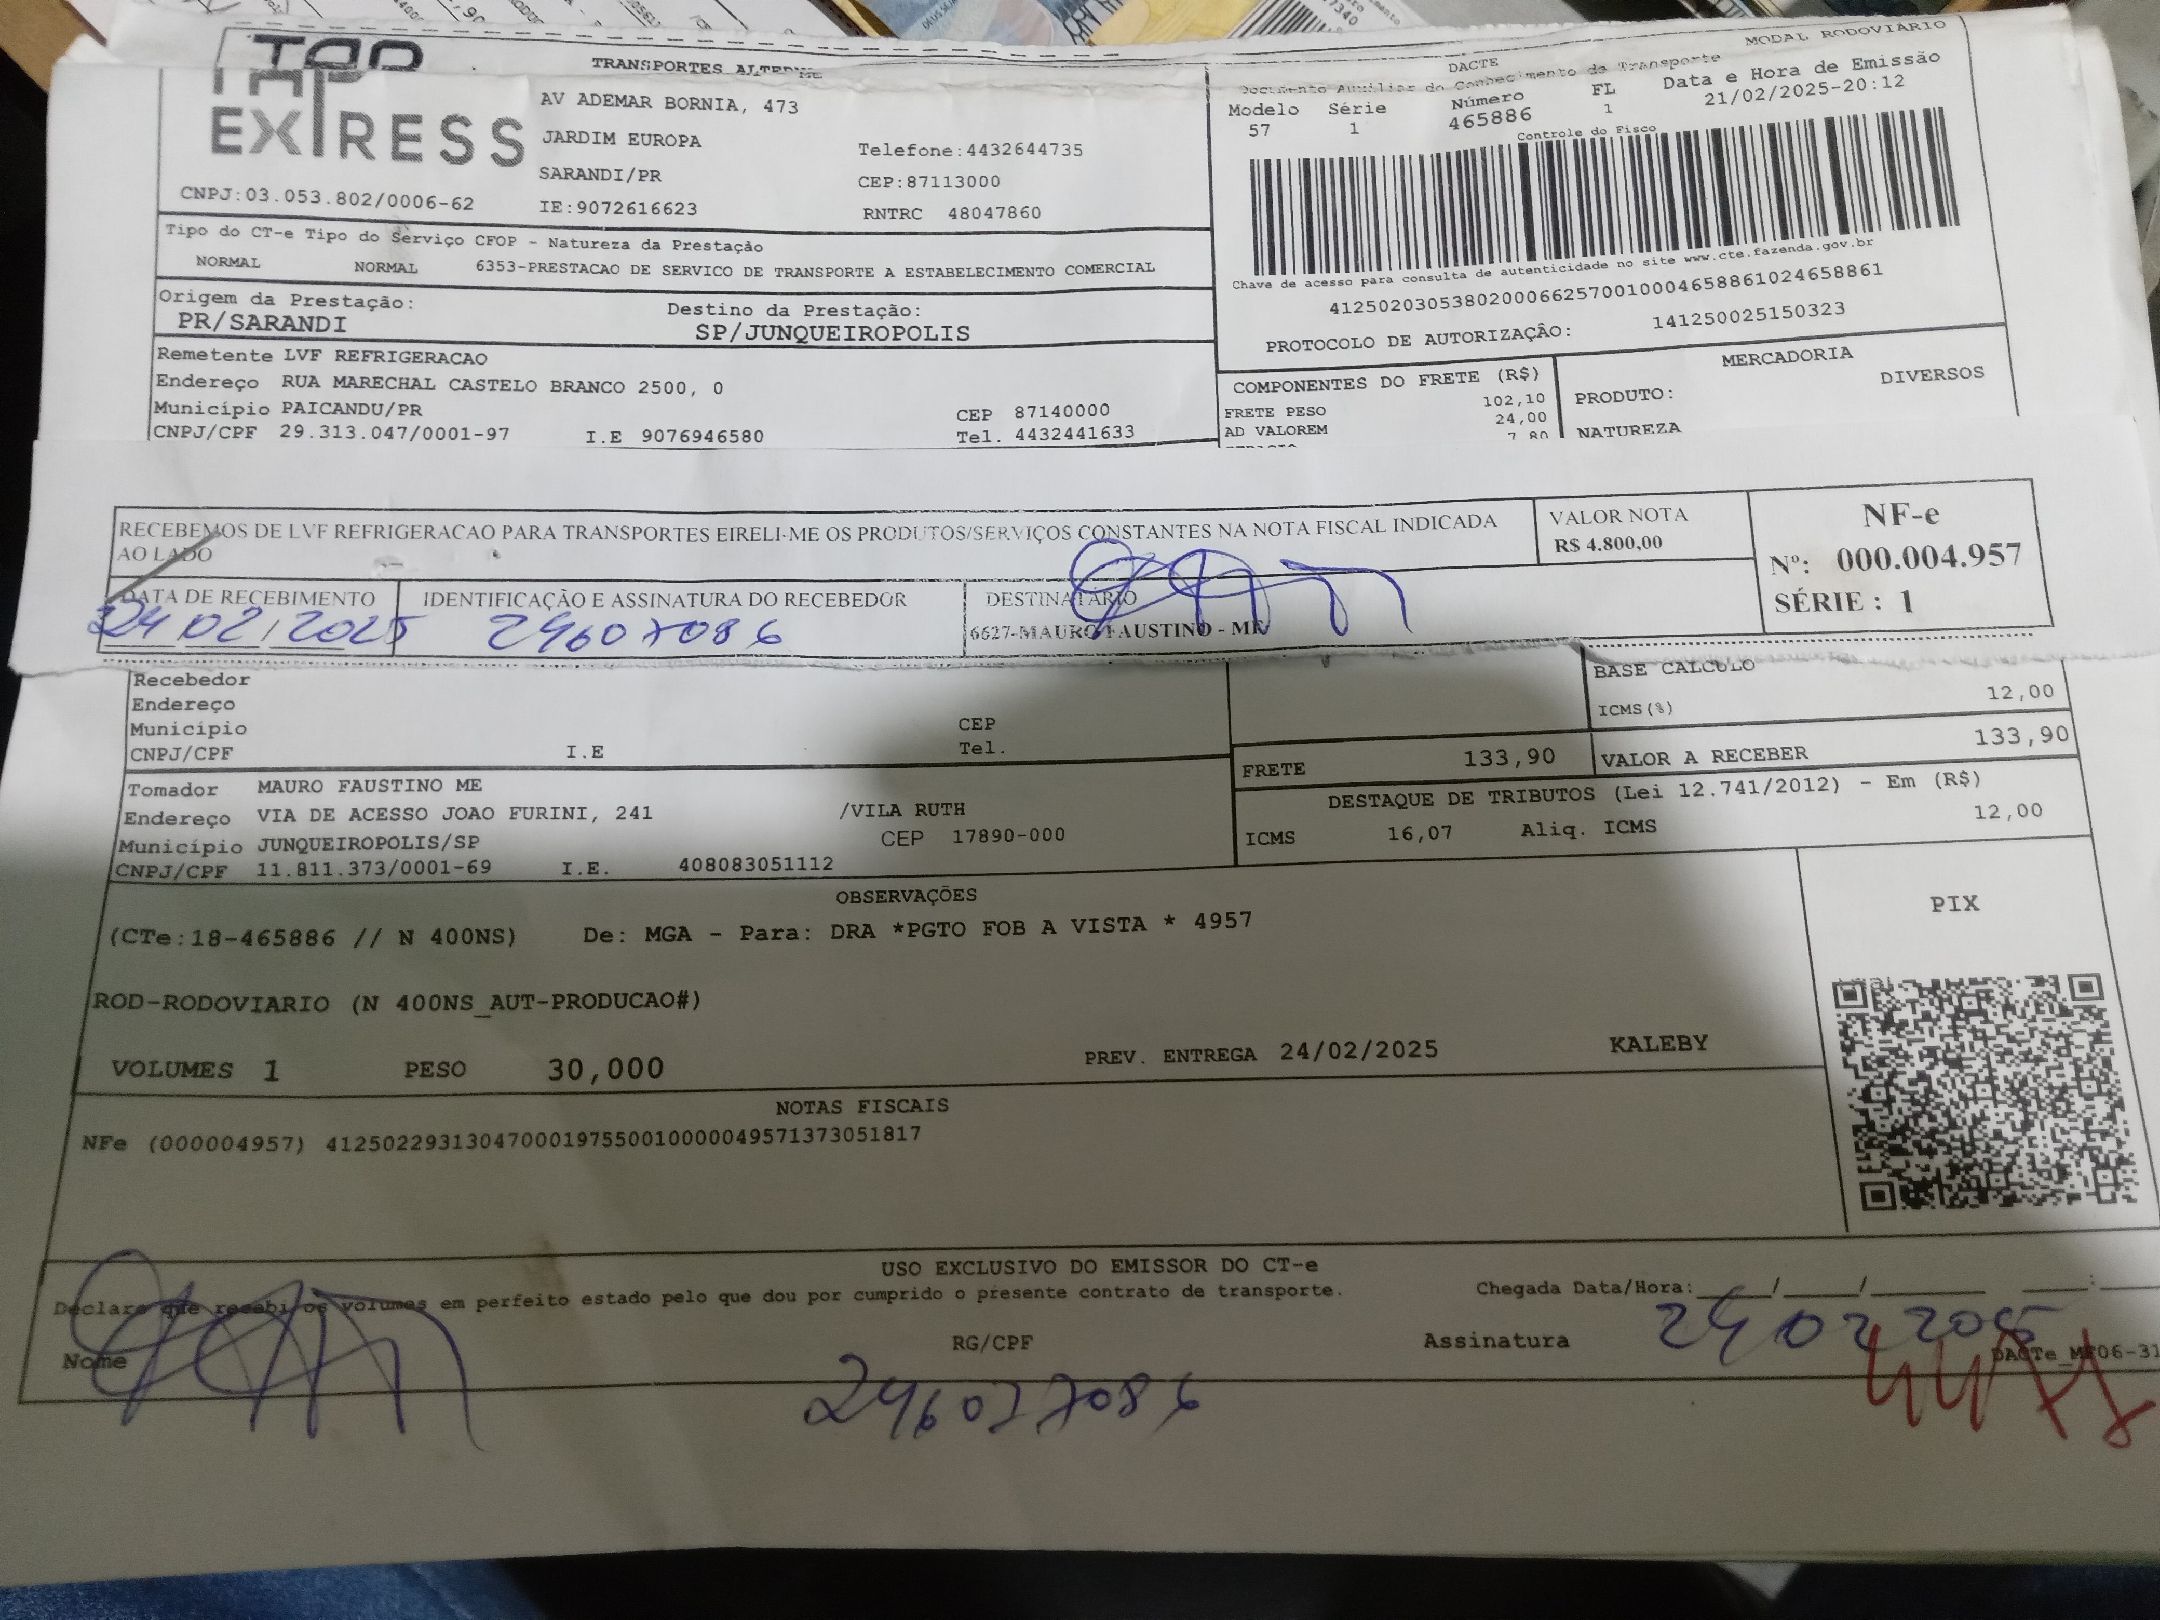 TRANSPORTES ALTERME
TAP
EXPRESS
AV ADEMAR BORNIA, 473
JARDIM EUROPA
Telefone:4432644735
SARANDI/PR
CEP:87113000
CNPJ:03.053.802/0006-62
IE:9072616623
RNTRC 48047860
DACTE
MODAL RODOVIÁRIO
Documento Auxiliar do Conhecimento de Transporte
Modelo Série Número FL Data e Hora de Emissão
57 1 465886 1 21/02/2025-20:12
Controle do Fisco
Chave de acesso para consulta de autenticidade no site www.cte.fazenda.gov.br
41250203053802000662570010004658861024658861
PROTOCOLO DE AUTORIZAÇÃO: 141250025150323
Tipo do CT-e Tipo do Serviço CFOP - Natureza da Prestação
NORMAL NORMAL 6353-PRESTACAO DE SERVICO DE TRANSPORTE A ESTABELECIMENTO COMERCIAL
Origem da Prestação: Destino da Prestação:
PR/SARANDI SP/JUNQUEIROPOLIS
Remetente LVF REFRIGERACAO
Endereço RUA MARECHAL CASTELO BRANCO 2500, 0
Município PAICANDU/PR CEP 87140000
CNPJ/CPF 29.313.047/0001-97 I.E 9076946580 Tel. 4432441633
COMPONENTES DO FRETE (R$)
FRETE PESO 102,10
AD VALOREM 24,00
7,80
MERCADORIA
PRODUTO: DIVERSOS
NATUREZA
RECEBEMOS DE LVF REFRIGERACAO PARA TRANSPORTES EIRELI-ME OS PRODUTOS/SERVIÇOS CONSTANTES NA NOTA FISCAL INDICADA
AO LADO
VALOR NOTA
R$ 4.800,00
NF-e
Nº: 000.004.957
SÉRIE : 1
DATA DE RECEBIMENTO IDENTIFICAÇÃO E ASSINATURA DO RECEBEDOR DESTINATÁRIO
24 02 2025 29607086 6627-MAURO FAUSTINO - ME
Recebedor
Endereço
Município CEP
CNPJ/CPF I.E Tel.
BASE CALCULO
ICMS(%) 12,00
FRETE 133,90 VALOR A RECEBER 133,90
Tomador MAURO FAUSTINO ME
Endereço VIA DE ACESSO JOAO FURINI, 241 /VILA RUTH
Município JUNQUEIROPOLIS/SP CEP 17890-000
CNPJ/CPF 11.811.373/0001-69 I.E. 408083051112
DESTAQUE DE TRIBUTOS (Lei 12.741/2012) - Em (R$)
ICMS 16,07 Aliq. ICMS 12,00
OBSERVAÇÕES
(CTe:18-465886 // N 400NS) De: MGA - Para: DRA *PGTO FOB A VISTA * 4957
ROD-RODOVIARIO (N 400NS_AUT-PRODUCAO#)
VOLUMES 1 PESO 30,000 PREV. ENTREGA 24/02/2025 KALEBY
PIX
NOTAS FISCAIS
NFe (000004957) 41250229313047000197550010000049571373051817
USO EXCLUSIVO DO EMISSOR DO CT-e
Declaro que recebi os volumes em perfeito estado pelo que dou por cumprido o presente contrato de transporte. Chegada Data/Hora:____/____/______ ____:
Nome RG/CPF Assinatura
24 02 2025
29607086